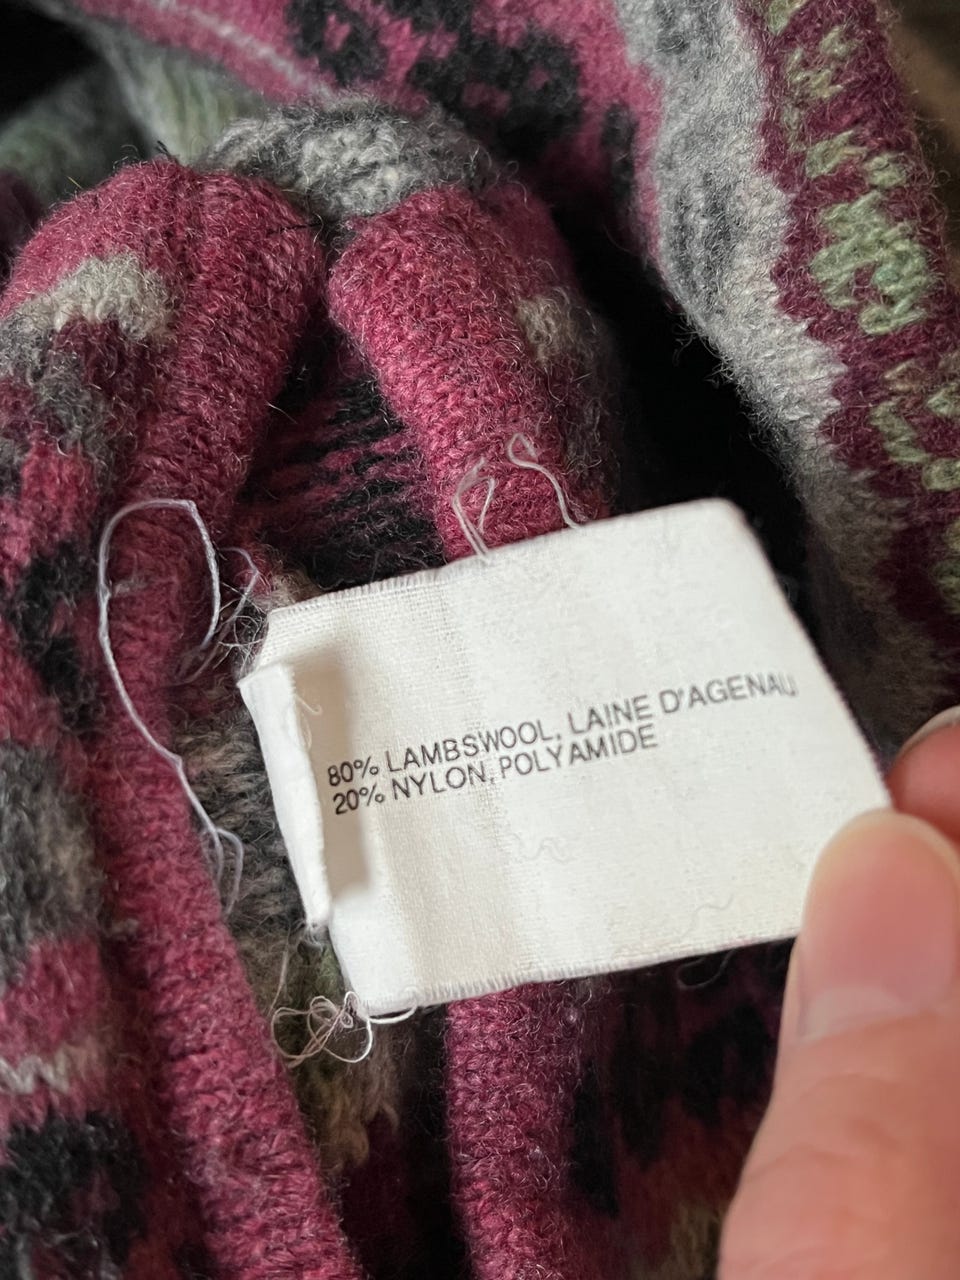 80% LAMBSWOOL, LAINE D'AGENAU
20% NYLON, POLYAMIDE